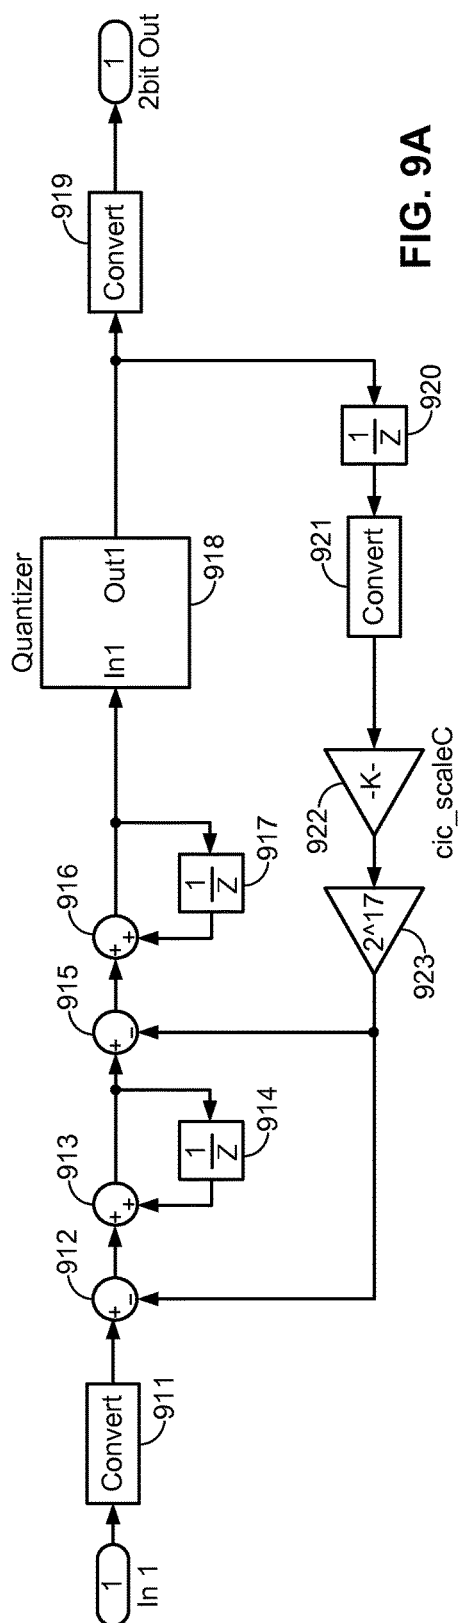 1
In 1
Convert
911
912
+
−
913
+
+
1
Z
914
915
+
−
916
+
+
1
Z
917
Quantizer
In1
Out1
918
Convert
919
1
2bit Out
1
Z
920
Convert
921
-K-
922
cic_scaleC
2^17
923
FIG. 9A